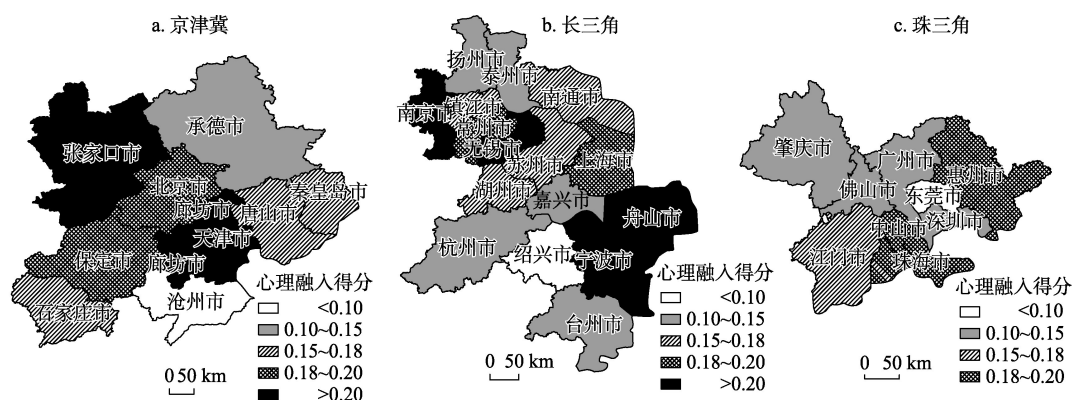 a. 京津冀
张家口市
承德市
北京市
廊坊市
唐山市
秦皇岛市
天津市
保定市
廊坊市
沧州市
石家庄市
心理融入得分
<0.10
0.10~0.15
0.15~0.18
0.18~0.20
>0.20
0 50 km
b. 长三角
扬州市
泰州市
南通市
南京市
镇江市
常州市
无锡市
苏州市
上海市
湖州市
嘉兴市
舟山市
杭州市
绍兴市
宁波市
台州市
心理融入得分
<0.10
0.10~0.15
0.15~0.18
0.18~0.20
>0.20
0 50 km
c. 珠三角
肇庆市
广州市
惠州市
佛山市
东莞市
深圳市
中山市
江门市
珠海市
心理融入得分
<0.10
0.10~0.15
0.15~0.18
0.18~0.20
0 50 km